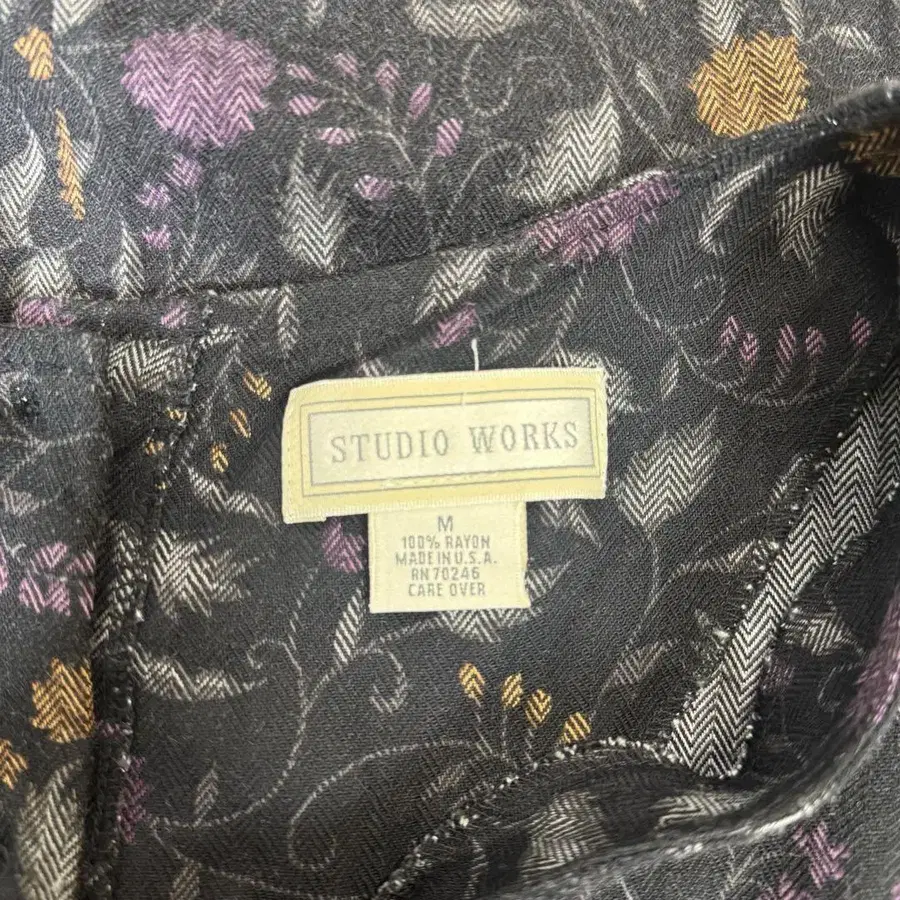 STUDIO WORKS
M
100% RAYON
MADE IN U.S.A.
RN 70246
CARE OVER